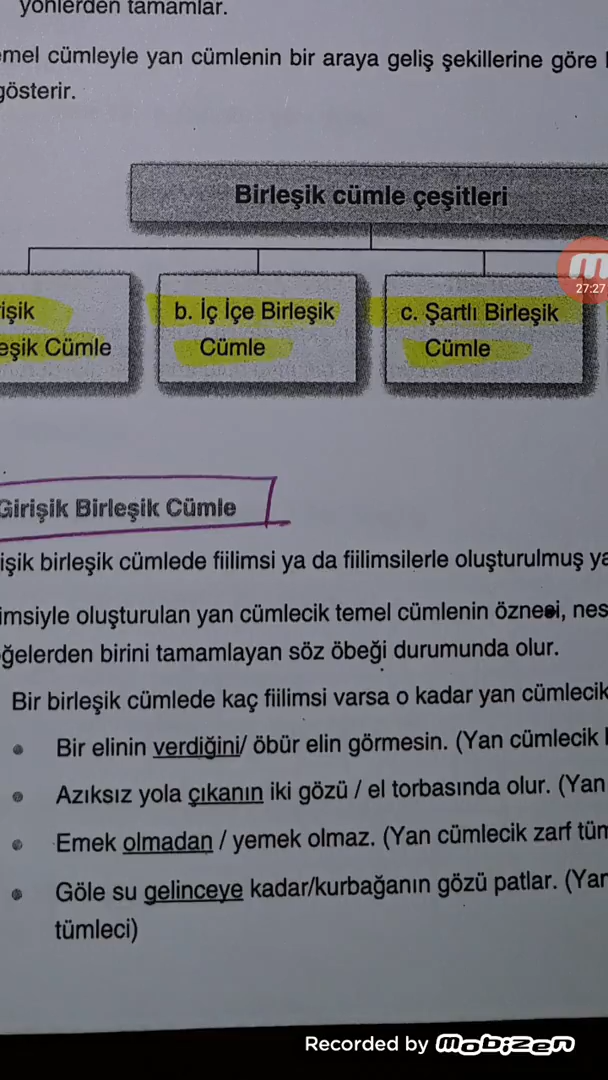 yönlerden tamamlar.
emel cümleyle yan cümlenin bir araya geliş şekillerine göre
gösterir.
Birleşik cümle çeşitleri
27:27
işik
eşik Cümle
b. İç İçe Birleşik
Cümle
c. Şartlı Birleşik
Cümle
Girişik Birleşik Cümle
işik birleşik cümlede fiilimsi ya da fiilimsilerle oluşturulmuş ya
imsiyle oluşturulan yan cümlecik temel cümlenin öznesi, nes
ğelerden birini tamamlayan söz öbeği durumunda olur.
Bir birleşik cümlede kaç fiilimsi varsa o kadar yan cümlecik
• Bir elinin verdiğini/ öbür elin görmesin. (Yan cümlecik
• Azıksız yola çıkanın iki gözü / el torbasında olur. (Yan
• Emek olmadan / yemek olmaz. (Yan cümlecik zarf tüm
• Göle su gelinceye kadar/kurbağanın gözü patlar. (Yan
tümleci)
Recorded by mobizen